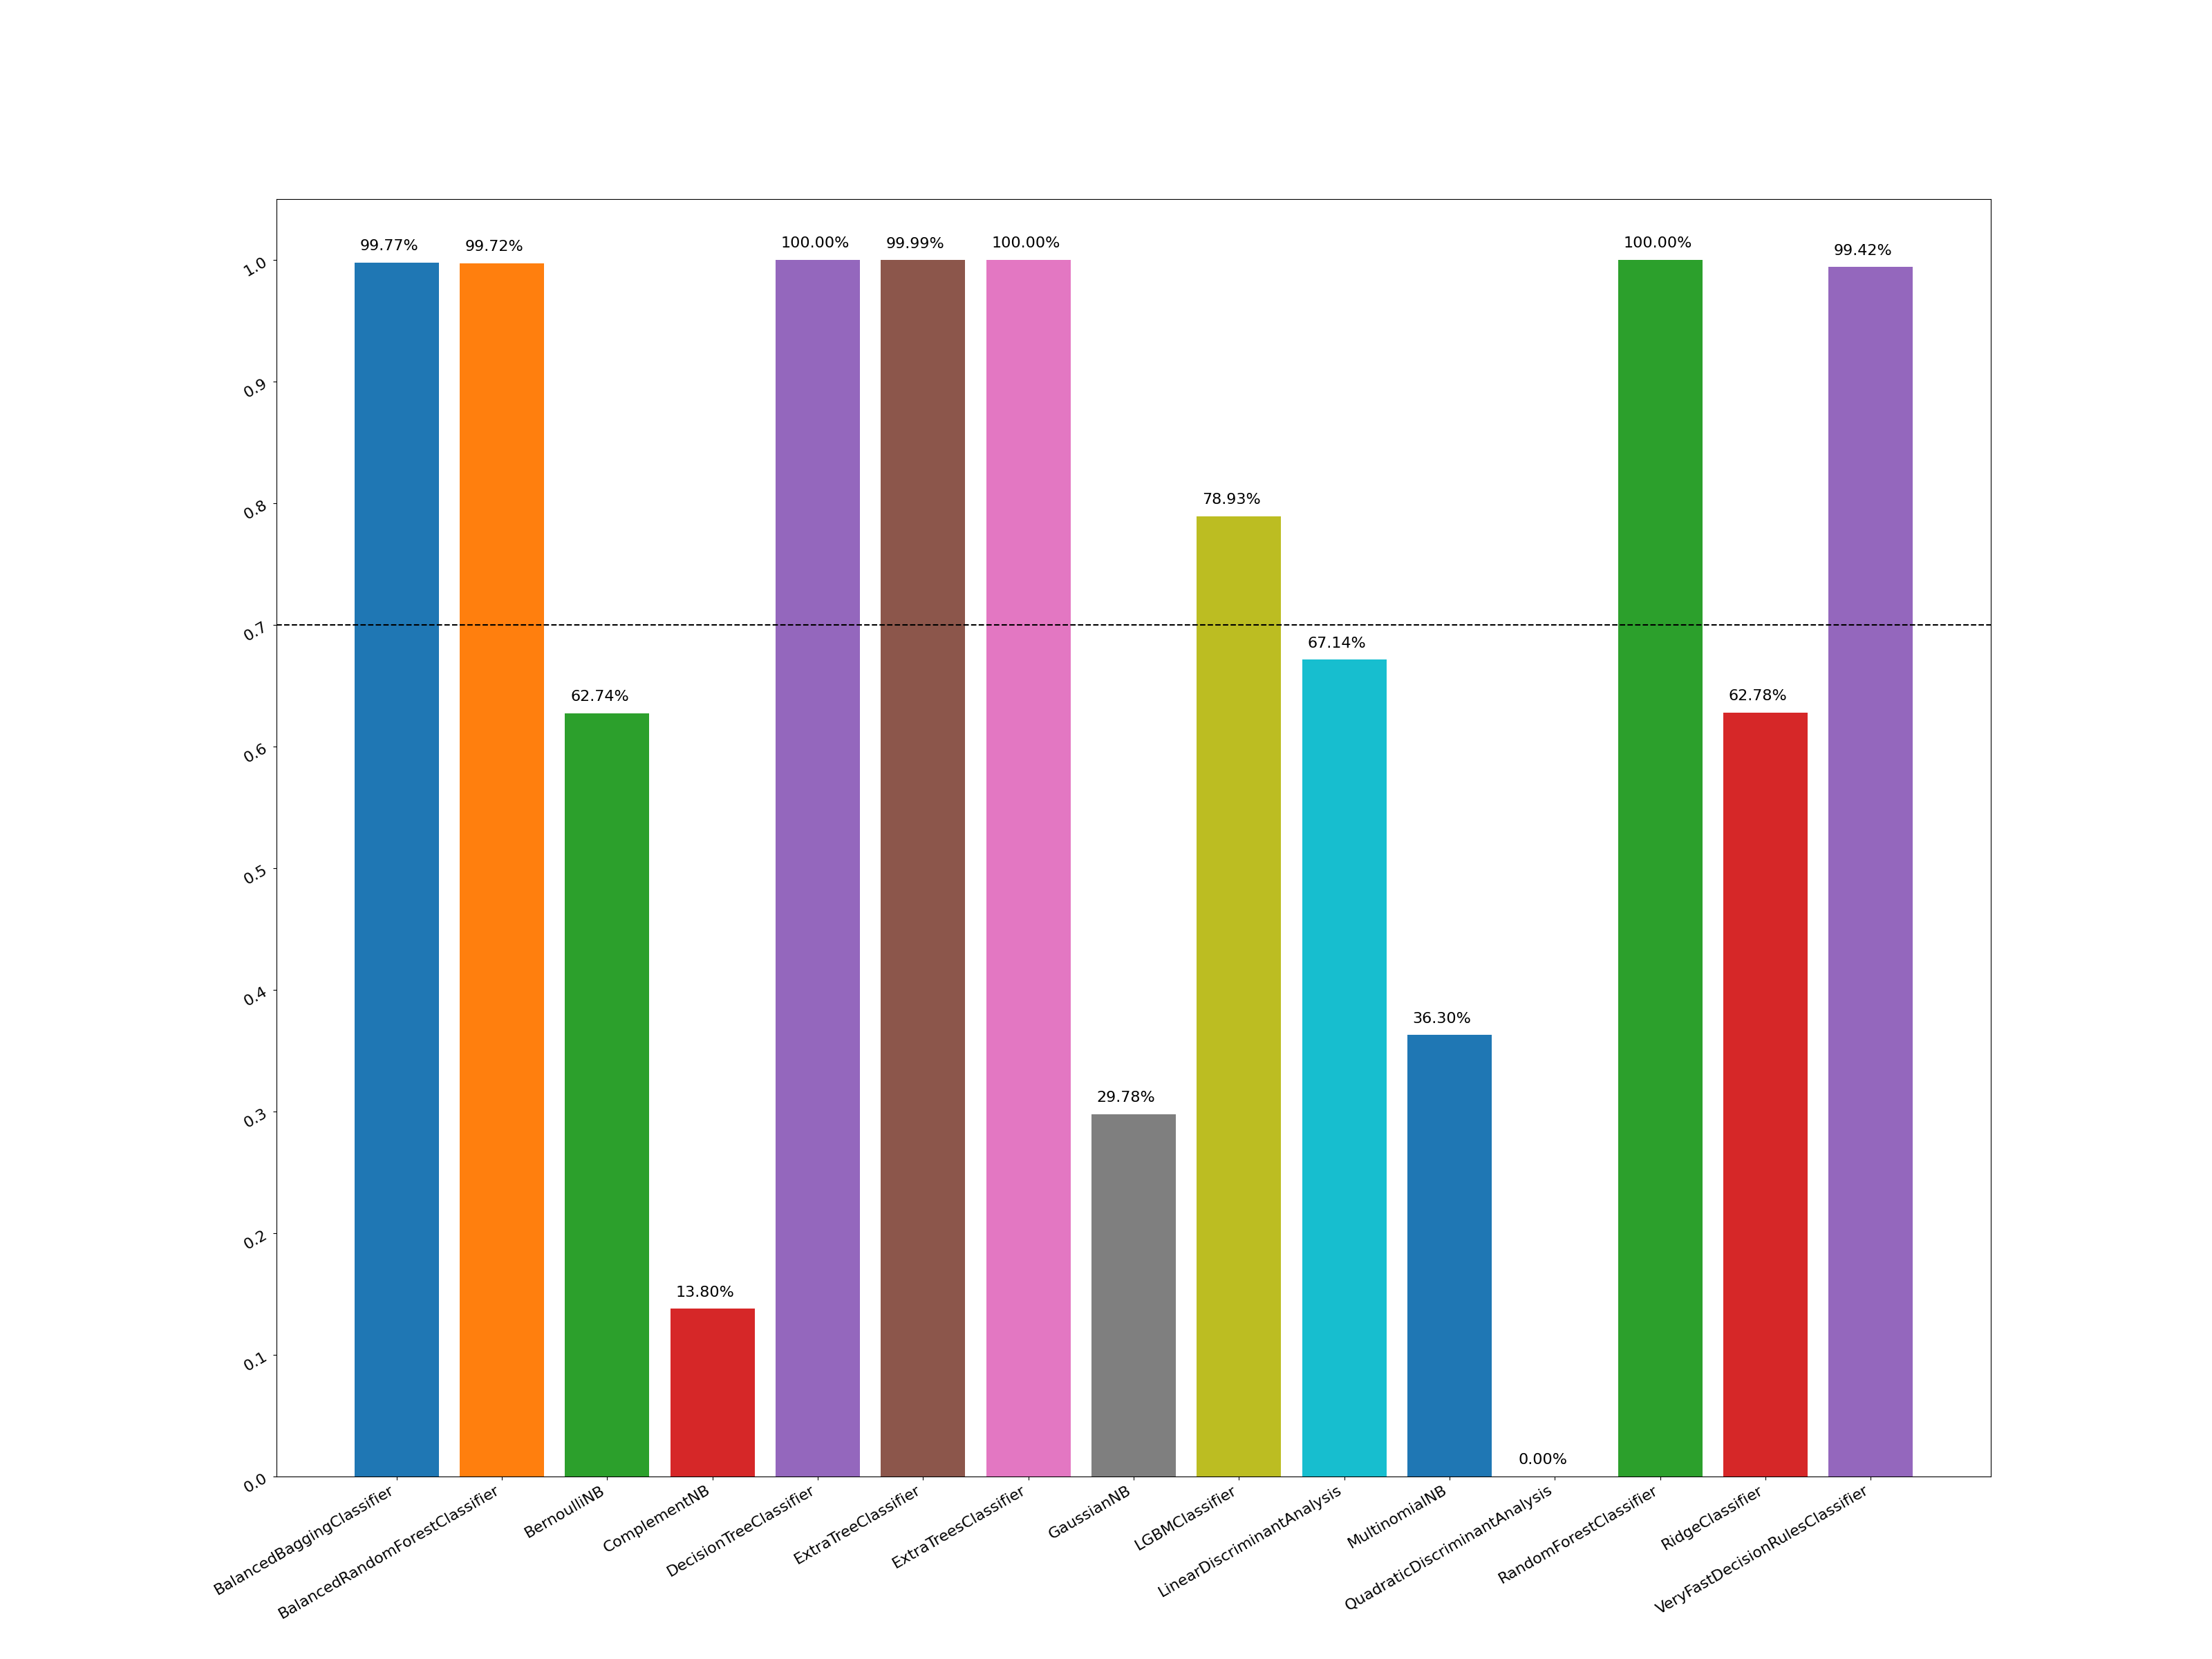 99.77%
99.72%
62.74%
13.80%
100.00%
99.99%
100.00%
29.78%
78.93%
67.14%
36.30%
0.00%
100.00%
62.78%
99.42%
1.0
0.9
0.8
0.7
0.6
0.5
0.4
0.3
0.2
0.1
0.0
BalancedBaggingClassifier
BalancedRandomForestClassifier
BernoulliNB
ComplementNB
DecisionTreeClassifier
ExtraTreeClassifier
ExtraTreesClassifier
GaussianNB
LGBMClassifier
LinearDiscriminantAnalysis
MultinomialNB
QuadraticDiscriminantAnalysis
RandomForestClassifier
RidgeClassifier
VeryFastDecisionRulesClassifier